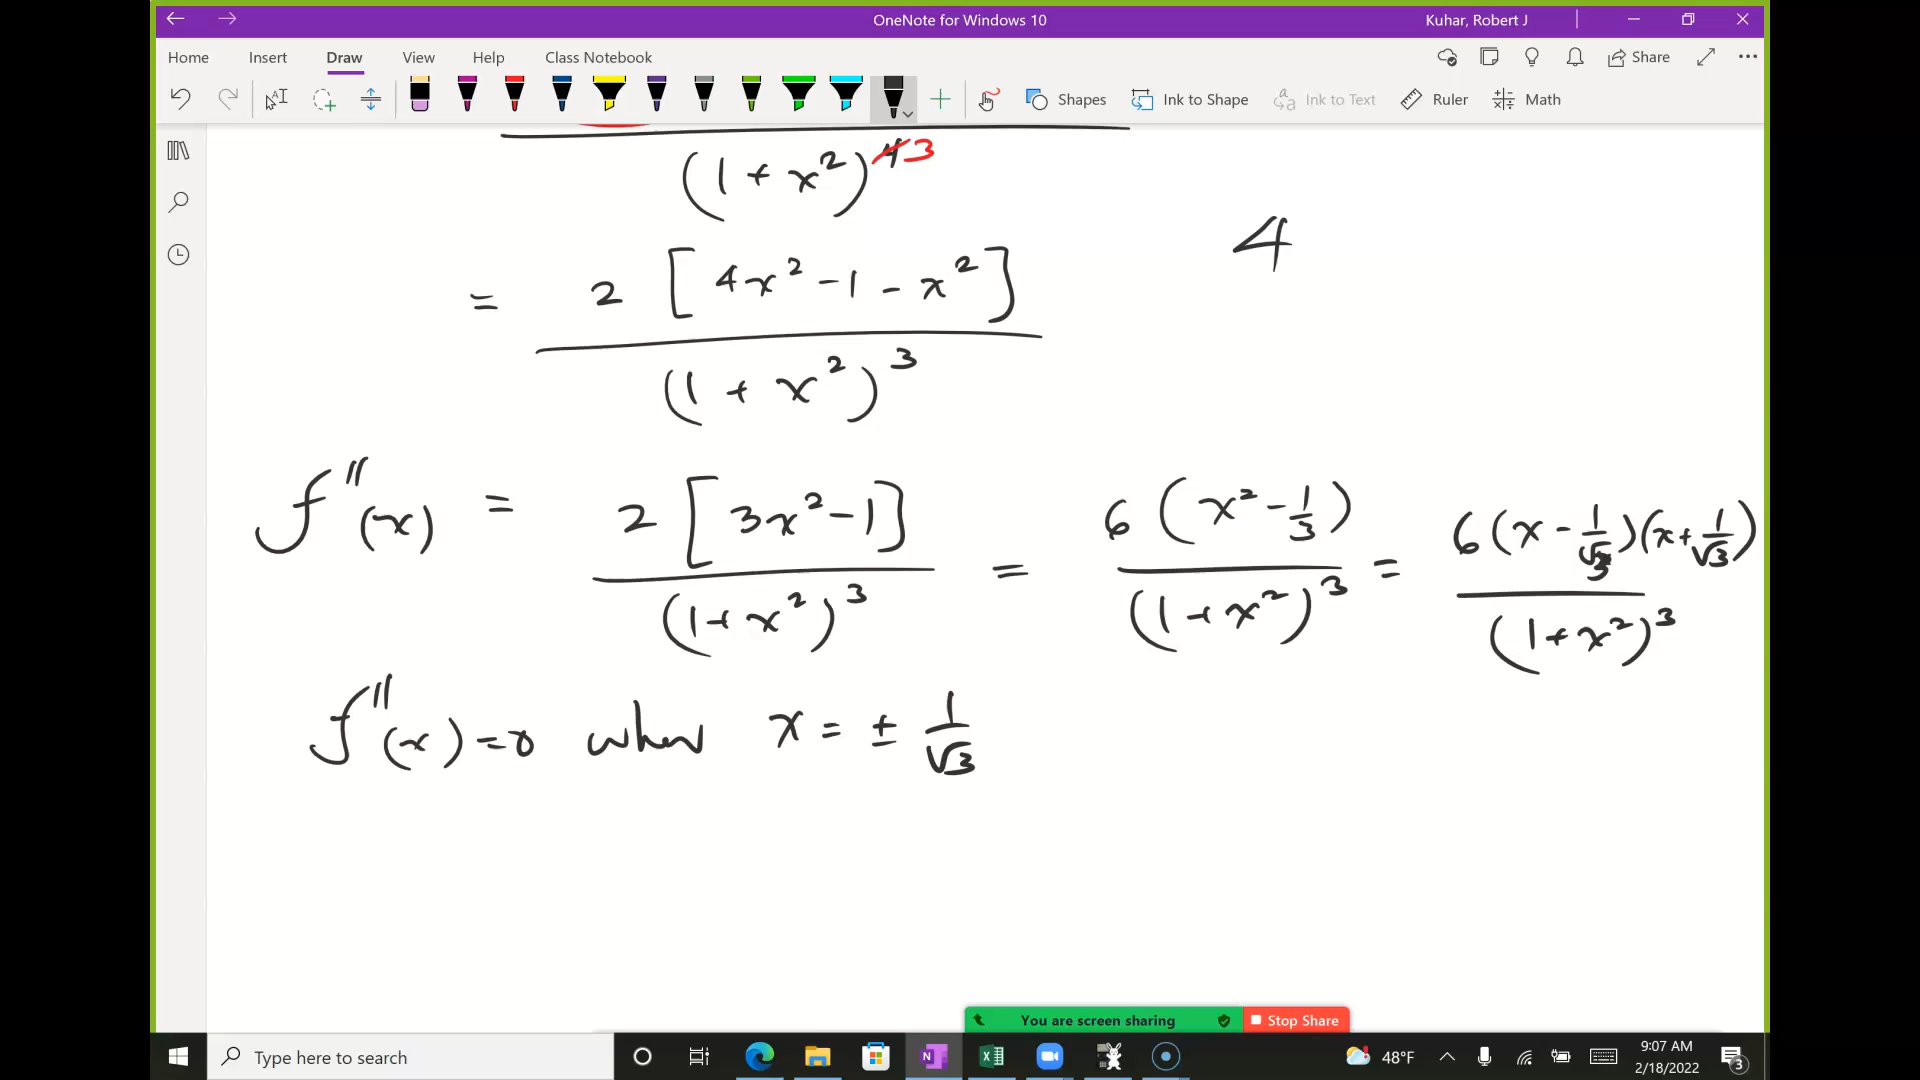 OneNote for Windows 10
Kuhar, Robert J
Home Insert Draw View Help Class Notebook Share
Shapes Ink to Shape Ink to Text Ruler Math
(1 + x²)^4 3
= 2 [4x² - 1 - x²] / (1 + x²)³
4
f''(x) = 2 [3x² - 1] / (1 + x²)³ = 6 (x² - 1/3) / (1 + x²)³ = 6 (x - 1/√3)(x + 1/√3) / (1 + x²)³
f''(x) = 0 when x = ± 1/√3
You are screen sharing Stop Share
Type here to search
48°F
9:07 AM
2/18/2022
3